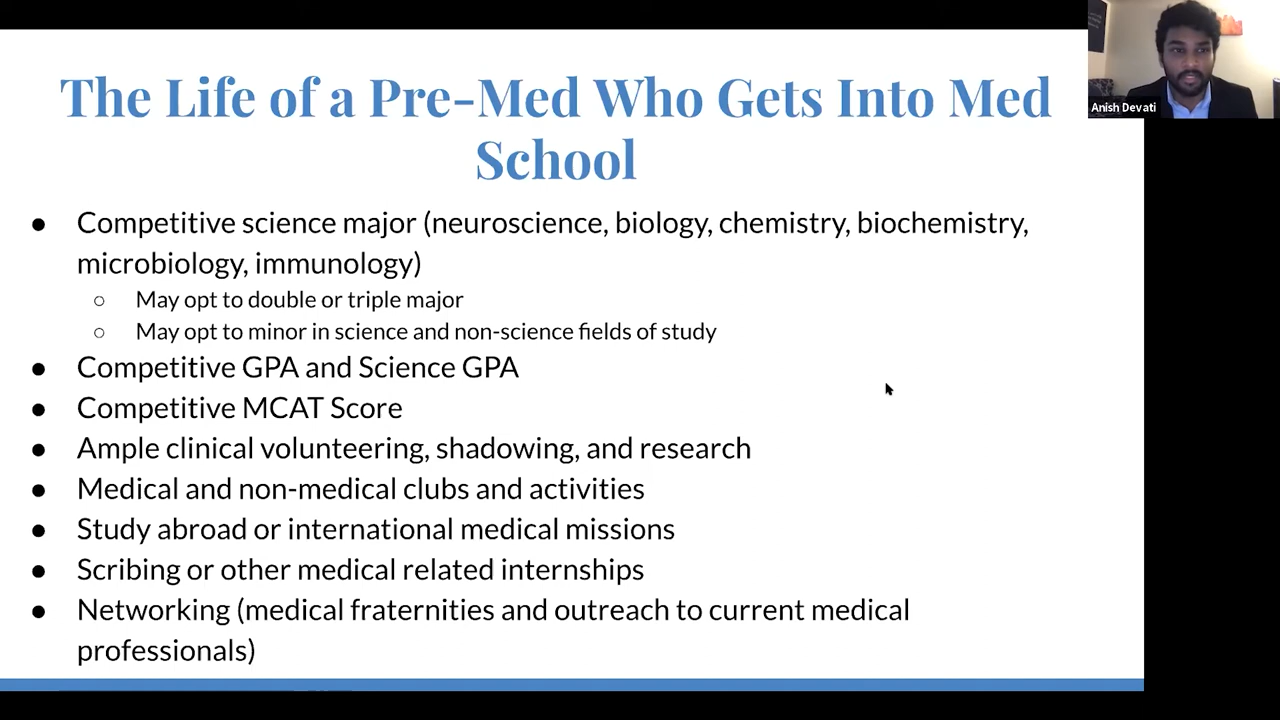 The Life of a Pre-Med Who Gets Into Med
School
Anish Devati
● Competitive science major (neuroscience, biology, chemistry, biochemistry,
microbiology, immunology)
○ May opt to double or triple major
○ May opt to minor in science and non-science fields of study
● Competitive GPA and Science GPA
● Competitive MCAT Score
● Ample clinical volunteering, shadowing, and research
● Medical and non-medical clubs and activities
● Study abroad or international medical missions
● Scribing or other medical related internships
● Networking (medical fraternities and outreach to current medical
professionals)